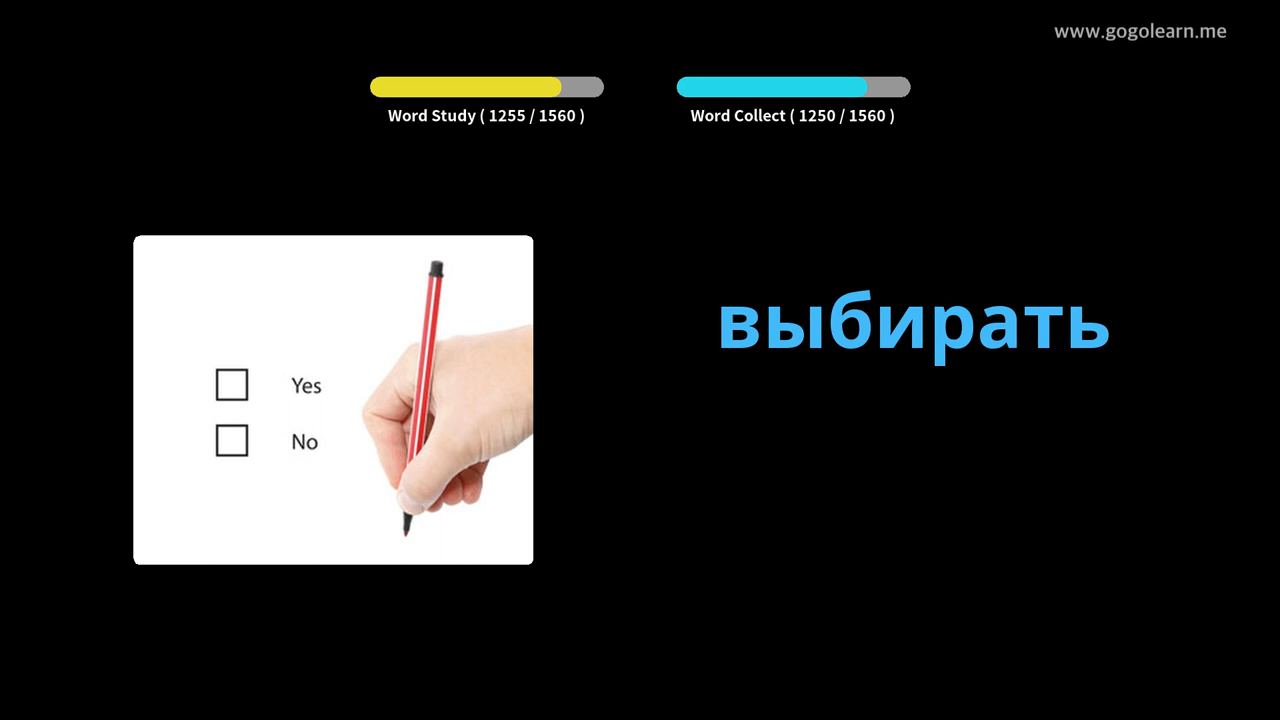 www.gogolearn.me
Word Study ( 1255 / 1560 )
Word Collect ( 1250 / 1560 )
Yes
No
выбирать